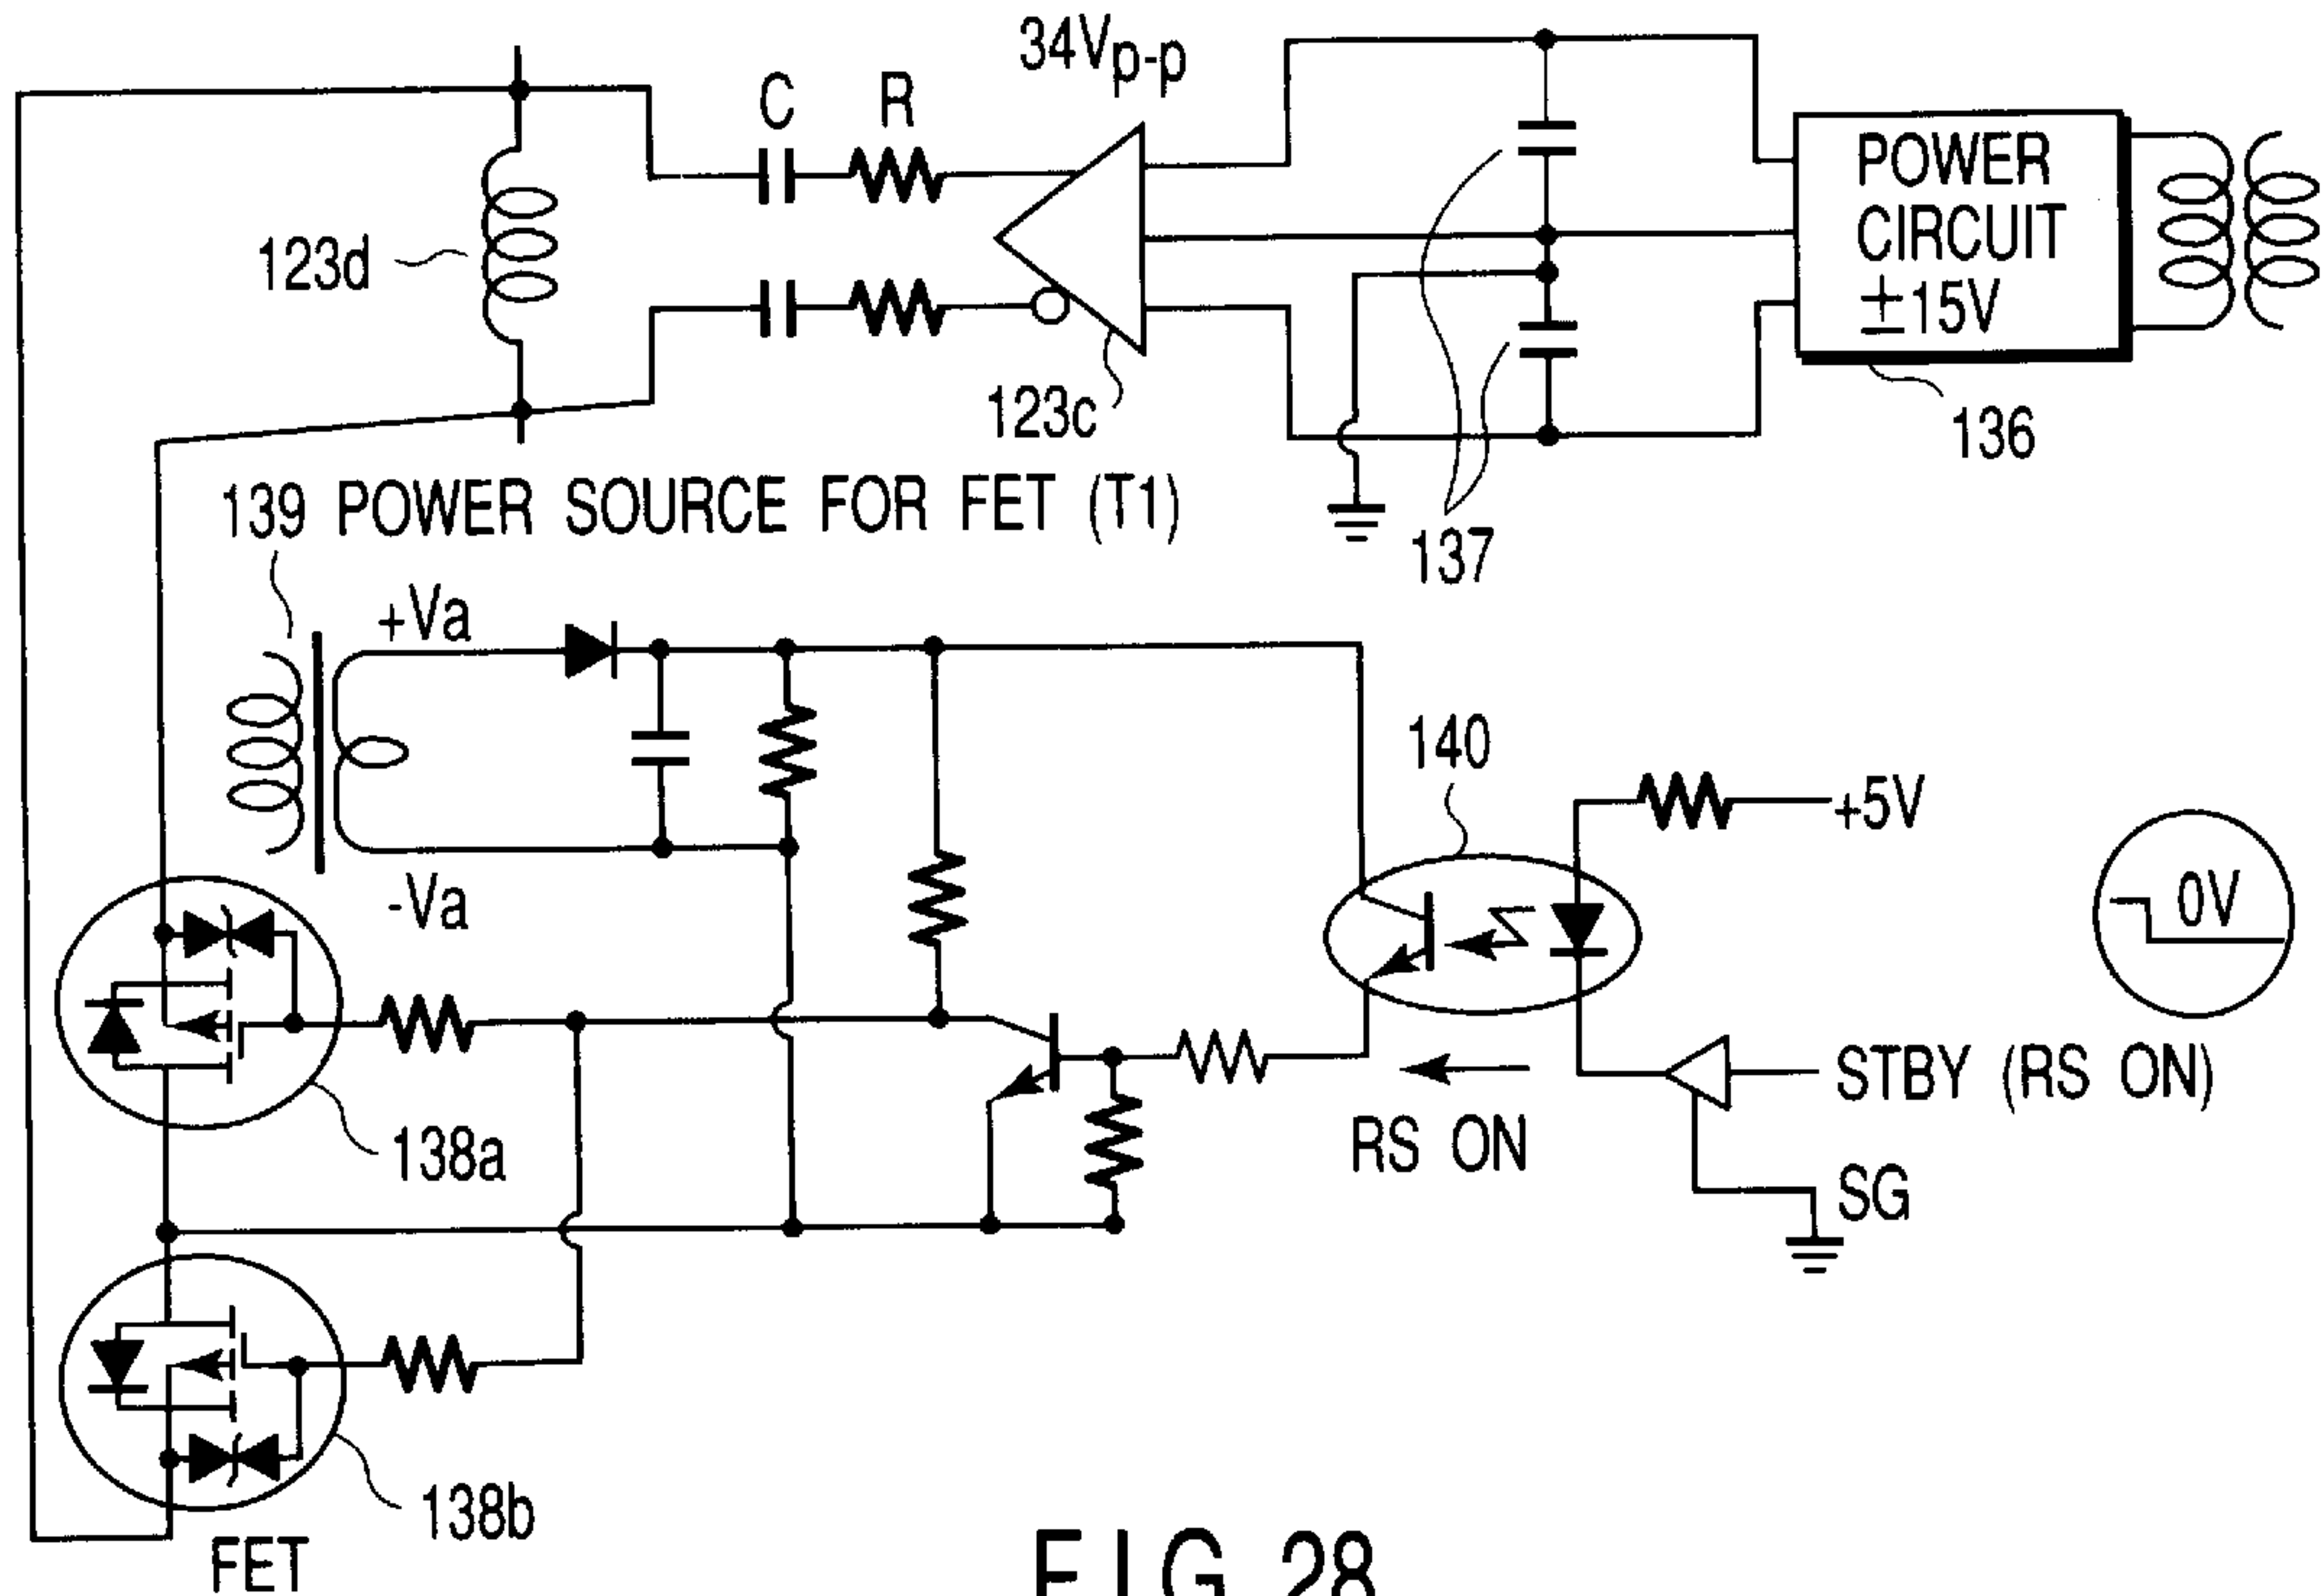 34Vp-p
C
R
POWER
CIRCUIT
±15V
123d
123c
136
137
139 POWER SOURCE FOR FET (T1)
+Va
-Va
140
+5V
0V
138a
RS ON
STBY (RS ON)
SG
138b
FET
FIG. 28